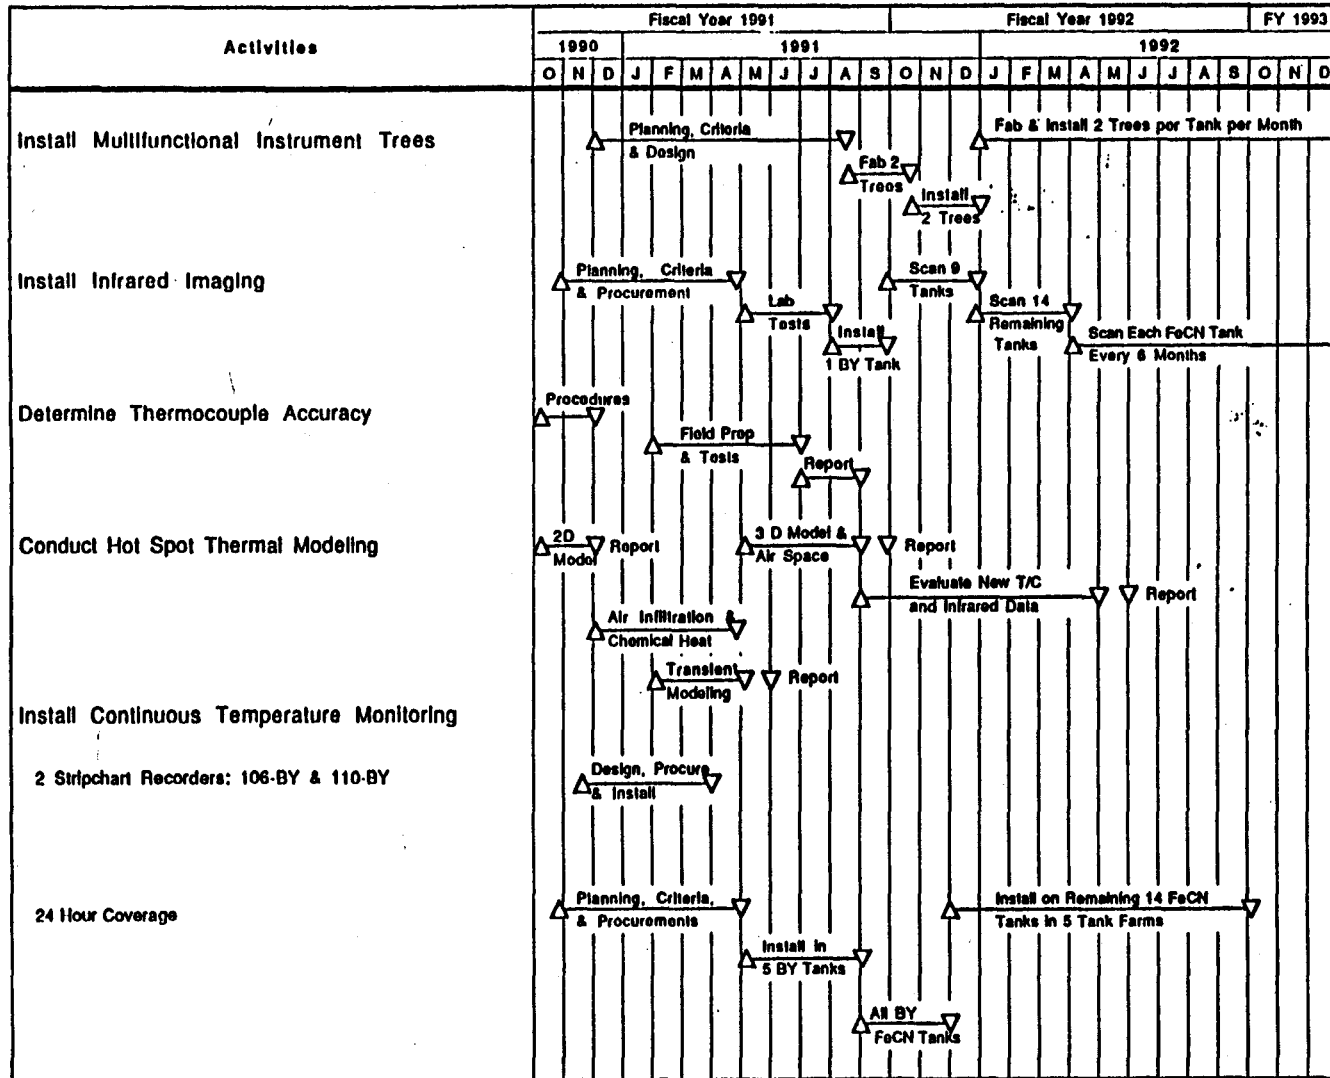 Fiscal Year 1991 Fiscal Year 1992 FY 1993
Activities
1990 1991 1992
O N D J F M A M J J A S O N D J F M A M J J A S O N D
Install Multifunctional Instrument Trees
Planning, Criteria
& Design
Fab 2
Trees
Install
2 Trees
Fab & Install 2 Trees per Tank per Month
Install Infrared Imaging
Planning, Criteria
& Procurement
Lab
Tests
Install
1 BY Tank
Scan 9
Tanks
Scan 14
Remaining
Tanks
Scan Each FeCN Tank
Every 6 Months
Determine Thermocouple Accuracy
Procedures
Field Prep
& Tests
Report
Conduct Hot Spot Thermal Modeling
2D
Model
Report
3 D Model &
Air Space
Report
Evaluate New T/C
and Infrared Data
Report
Air Infiltration &
Chemical Heat
Transient
Modeling
Report
Install Continuous Temperature Monitoring
2 Stripchart Recorders: 106-BY & 110-BY
Design, Procure
& Install
24 Hour Coverage
Planning, Criteria,
& Procurements
Install in
5 BY Tanks
All BY
FeCN Tanks
Install on Remaining 14 FeCN
Tanks in 5 Tank Farms